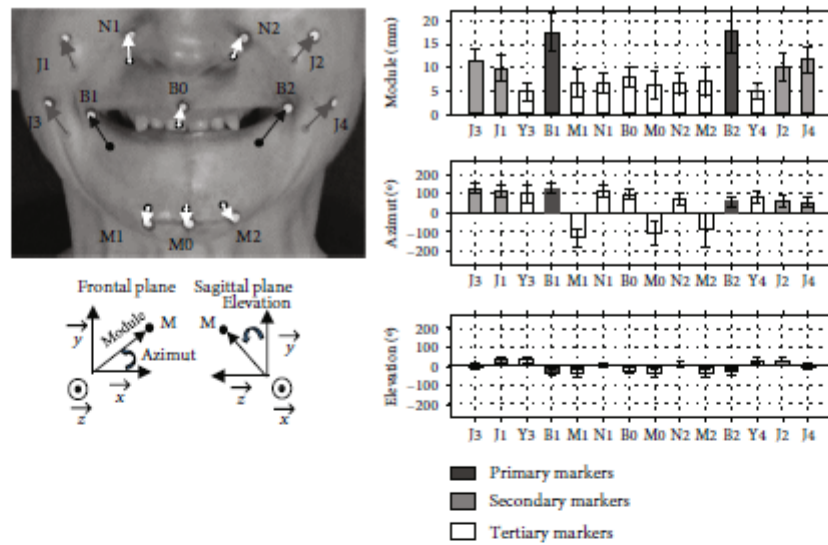 N1 N2
J1 J2
B1 B0 B2
J3 J4
M1 M0 M2
Frontal plane
y
Module
M
Azimut
z x
Sagittal plane
Elevation
M
y
z x
Module (mm)
20
15
10
5
0
J3 J1 Y3 B1 M1 N1 B0 M0 N2 M2 B2 Y4 J2 J4
Azimut (°)
200
100
0
−100
−200
J3 J1 Y3 B1 M1 N1 B0 M0 N2 M2 B2 Y4 J2 J4
Elevation (°)
200
100
0
−100
−200
J3 J1 Y3 B1 M1 N1 B0 M0 N2 M2 B2 Y4 J2 J4
Primary markers
Secondary markers
Tertiary markers